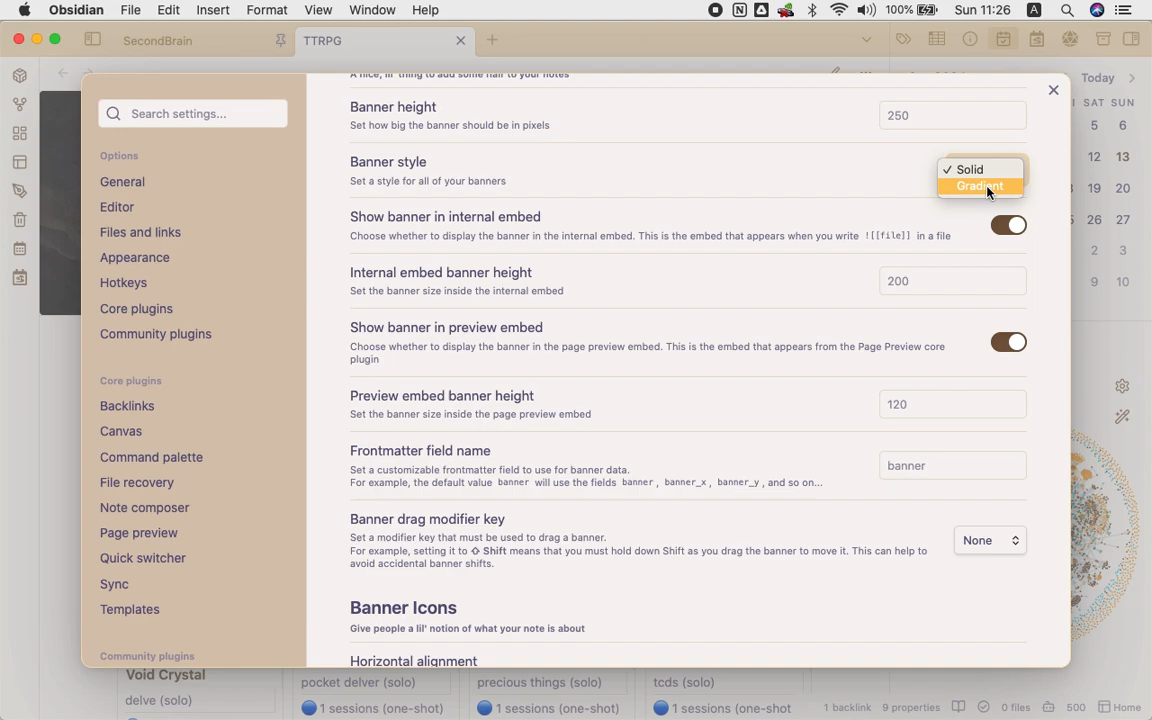 Obsidian File Edit Insert Format View Window Help 100% Sun 11:26 A
SecondBrain TTRPG
Today
Search settings...
A nice, lil' thing to add some flair to your notes
SAT SUN
Banner height
Set how big the banner should be in pixels
250
5 6
Options
Banner style
Set a style for all of your banners
✓ Solid
Gradient
12 13
General
Editor
19 20
Show banner in internal embed
Choose whether to display the banner in the internal embed. This is the embed that appears when you write ![[file]] in a file
26 27
Files and links
2 3
Appearance
Internal embed banner height
Set the banner size inside the internal embed
200
9 10
Hotkeys
Core plugins
Community plugins
Show banner in preview embed
Choose whether to display the banner in the page preview embed. This is the embed that appears from the Page Preview core
plugin
Core plugins
Backlinks
Preview embed banner height
Set the banner size inside the page preview embed
120
Canvas
Command palette
Frontmatter field name
Set a customizable frontmatter field to use for banner data.
For example, the default value banner will use the fields banner, banner_x, banner_y, and so on...
banner
File recovery
Note composer
Page preview
Banner drag modifier key
Set a modifier key that must be used to drag a banner.
For example, setting it to ⇧ Shift means that you must hold down Shift as you drag the banner to move it. This can help to
avoid accidental banner shifts.
None
Quick switcher
Sync
Templates
Banner Icons
Give people a lil' notion of what your note is about
Community plugins
Horizontal alignment
Void Crystal
delve (solo)
pocket delver (solo) precious things (solo) tcds (solo)
1 sessions (one-shot) 1 sessions (one-shot) 1 sessions (one-shot)
1 backlink 9 properties 0 files 500 Home